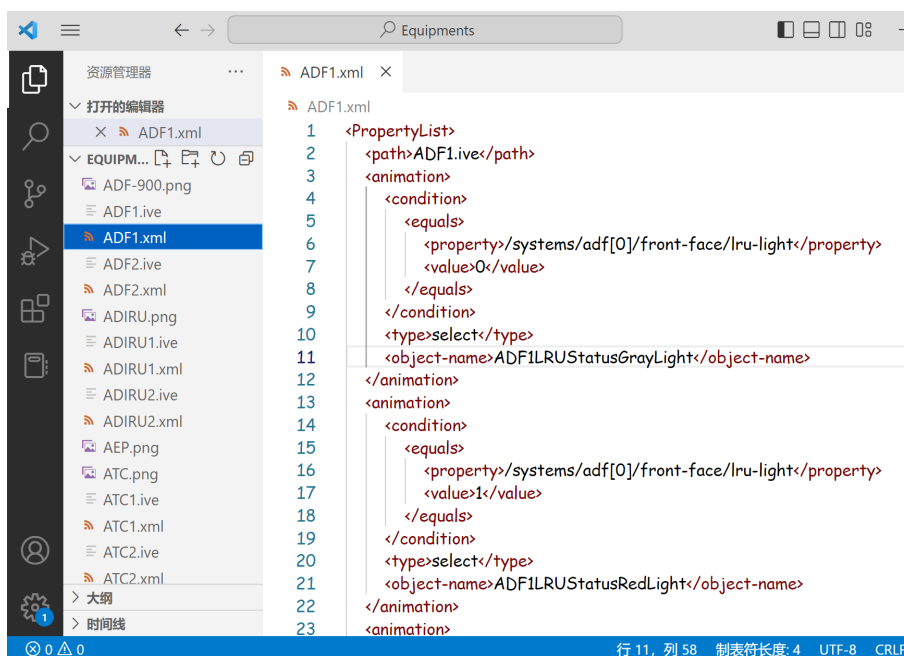 Equipments
资源管理器 ···
ADF1.xml
打开的编辑器
ADF1.xml
EQUIPM...
ADF-900.png
ADF1.ive
ADF1.xml
ADF2.ive
ADF2.xml
ADIRU.png
ADIRU1.ive
ADIRU1.xml
ADIRU2.ive
ADIRU2.xml
AEP.png
ATC.png
ATC1.ive
ATC1.xml
ATC2.ive
ATC2.xml
大纲
时间线
ADF1.xml
1 <PropertyList>
2 <path>ADF1.ive</path>
3 <animation>
4 <condition>
5 <equals>
6 <property>/systems/adf[0]/front-face/lru-light</property>
7 <value>0</value>
8 </equals>
9 </condition>
10 <type>select</type>
11 <object-name>ADF1LRUStatusGrayLight</object-name>
12 </animation>
13 <animation>
14 <condition>
15 <equals>
16 <property>/systems/adf[0]/front-face/lru-light</property>
17 <value>1</value>
18 </equals>
19 </condition>
20 <type>select</type>
21 <object-name>ADF1LRUStatusRedLight</object-name>
22 </animation>
23 <animation>
1
0 0 行 11，列 58 制表符长度: 4 UTF-8 CRLF